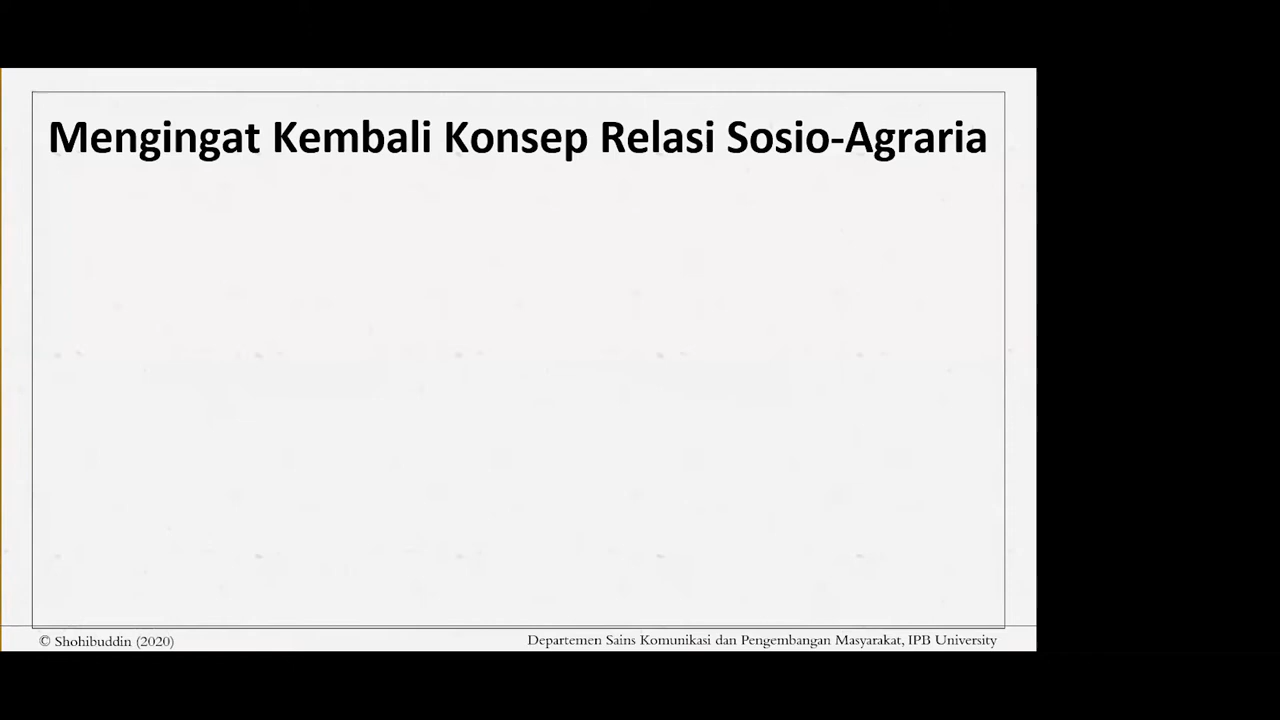 Mengingat Kembali Konsep Relasi Sosio-Agraria
© Shohibuddin (2020)
Departemen Sains Komunikasi dan Pengembangan Masyarakat, IPB University